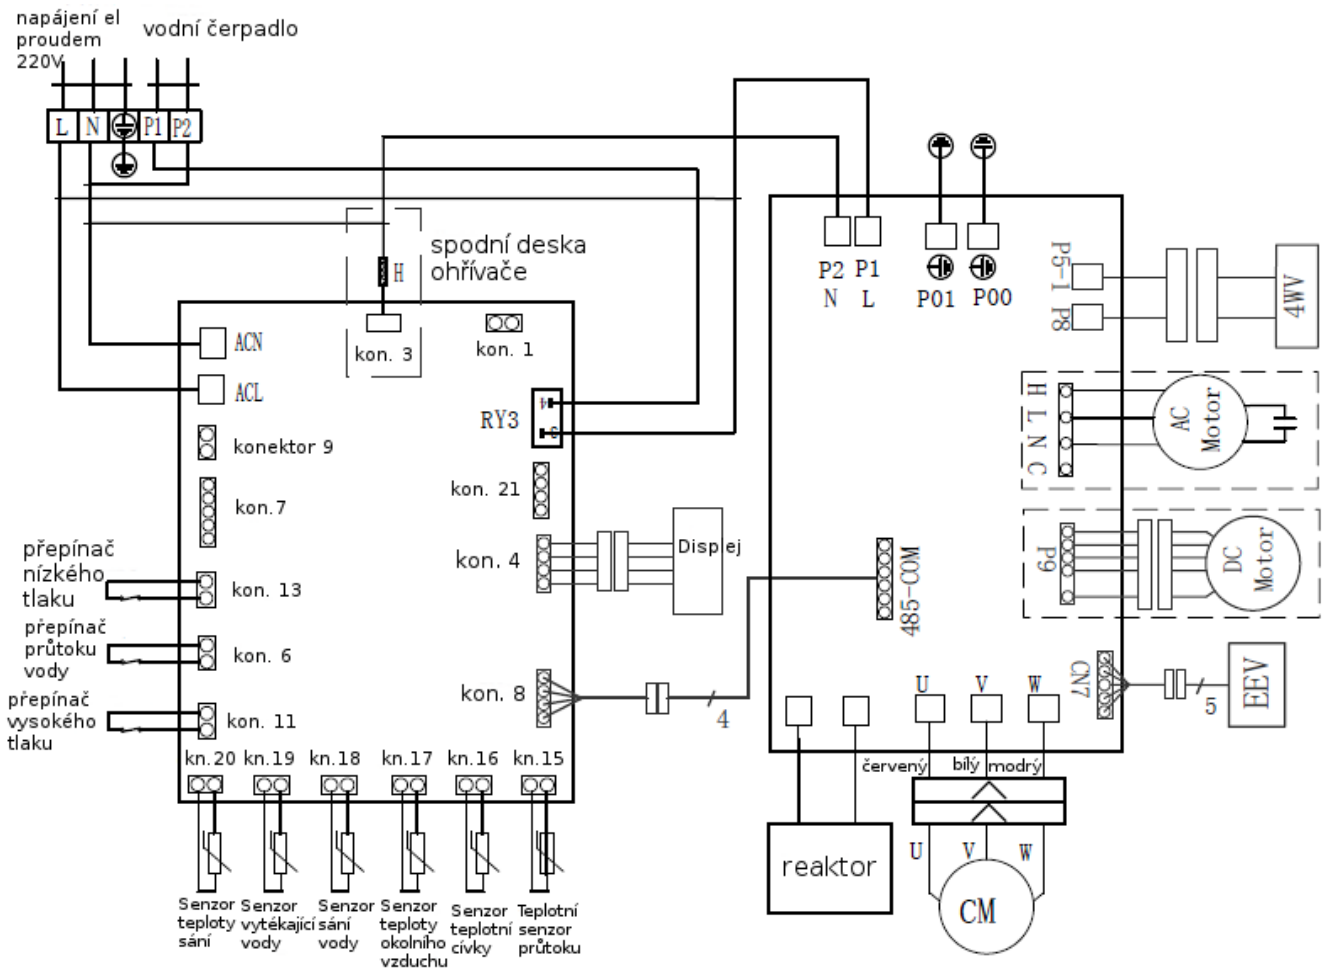 napájení el
proudem
220V
vodní čerpadlo
L N P1 P2
spodní deska
ohřívače
H
kon. 3
kon. 1
ACN
ACL
RY3
4
3
konektor 9
kon. 21
kon.7
kon. 4
Displej
přepínač
nízkého
tlaku
kon. 13
přepínač
průtoku
vody
kon. 6
přepínač
vysokého
tlaku
kon. 11
kon. 8
4
kn.20 kn.19 kn.18 kn.17 kn.16 kn.15
Senzor
teploty
sání
Senzor
vytékající
vody
Senzor
sání
vody
Senzor
teploty
okolního
vzduchu
Senzor
teplotní
cívky
Teplotní
senzor
průtoku
P2 P1
N L
P01 P00
P5-1
P8
4WV
H L N C
AC
Motor
P9
DC
Motor
485-COM
CN7
5
EEV
U V W
červený bílý modrý
U V W
CM
reaktor